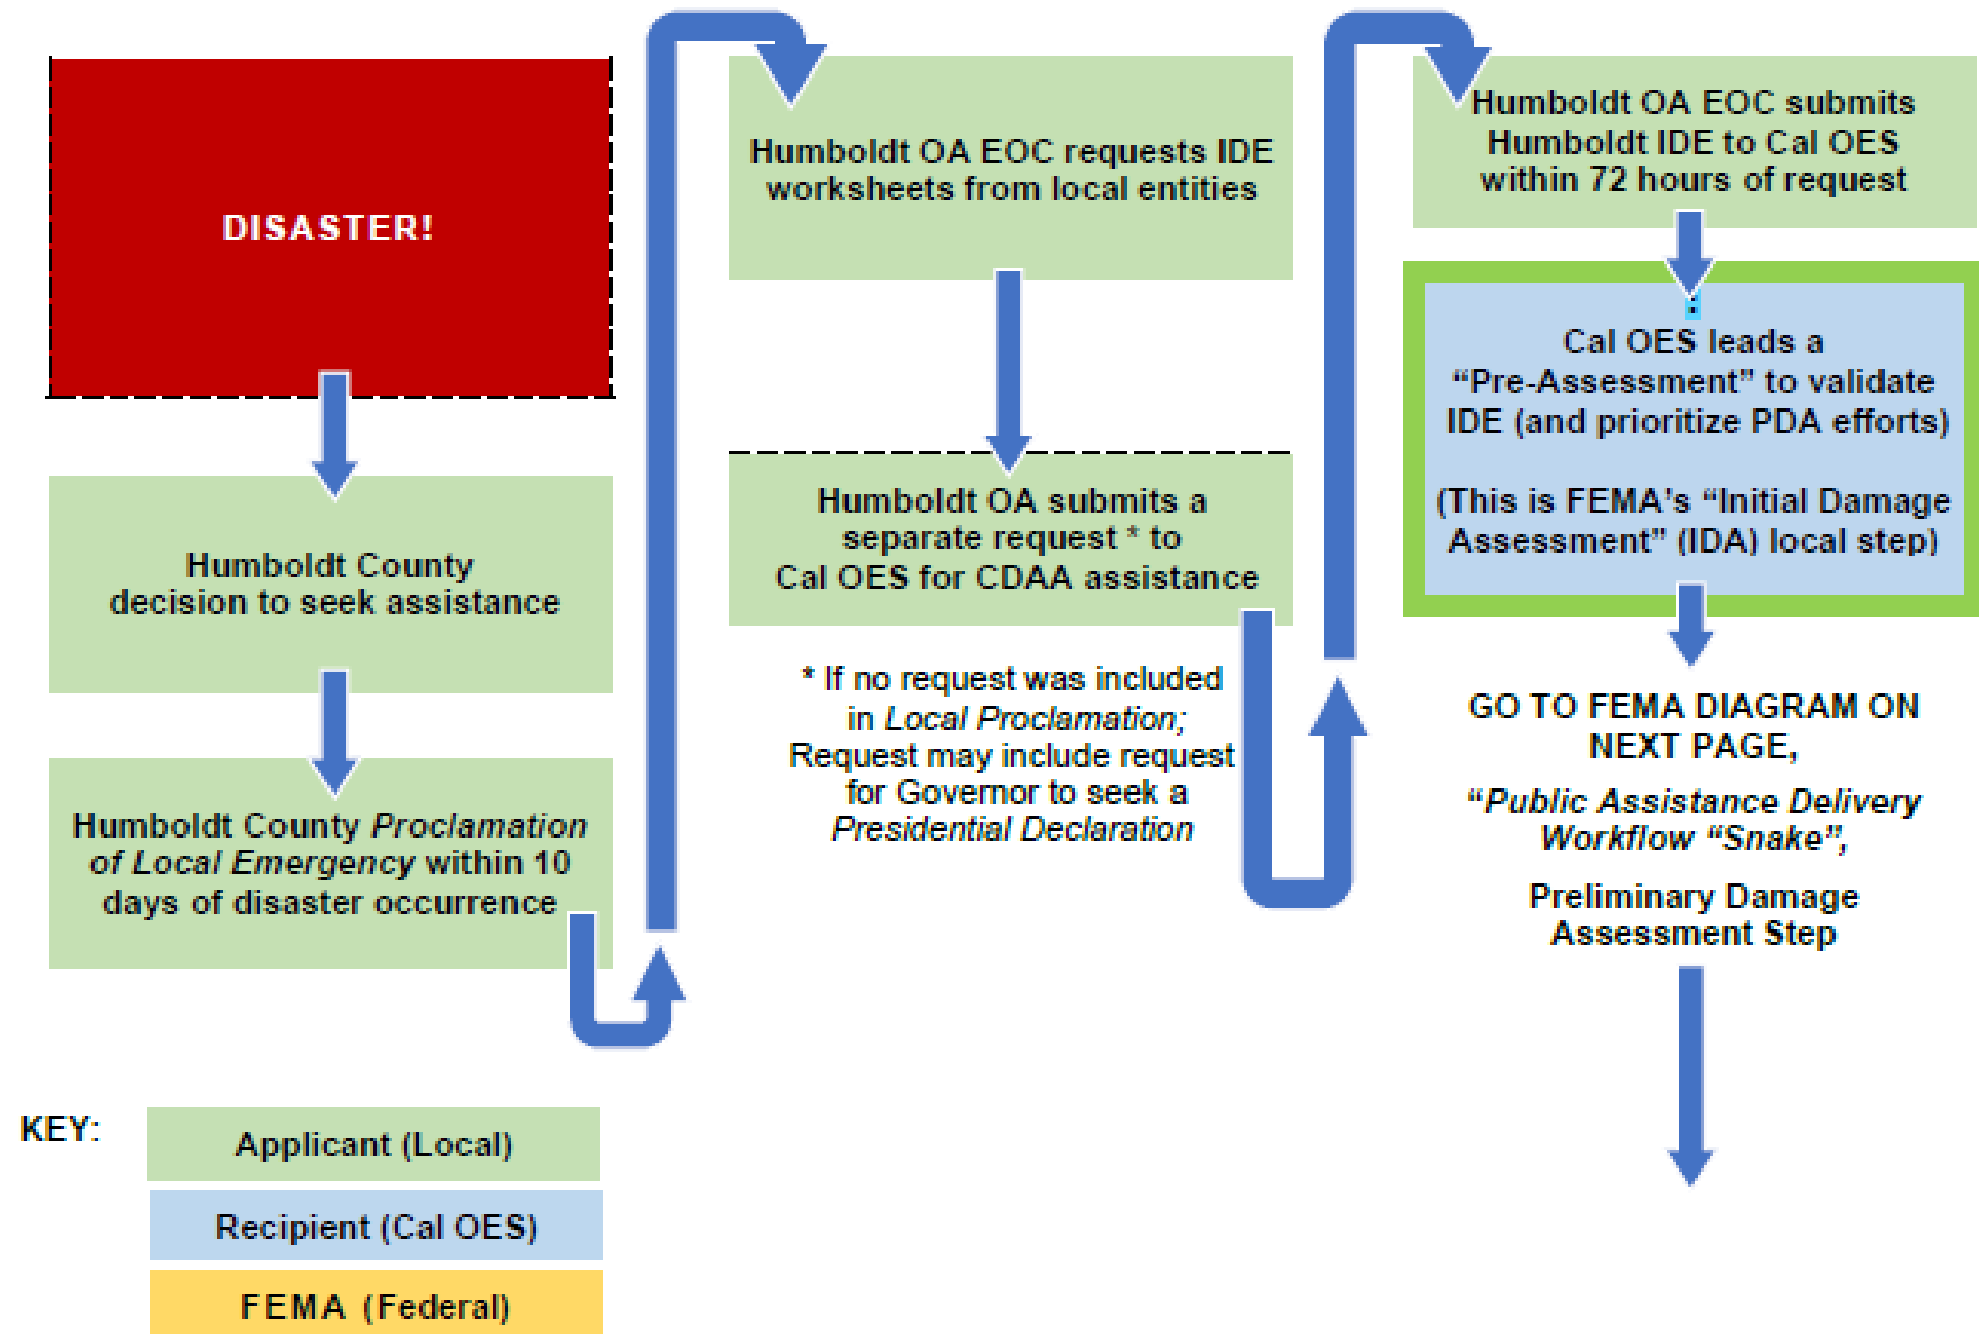 DISASTER!
Humboldt County
decision to seek assistance
Humboldt County Proclamation
of Local Emergency within 10
days of disaster occurrence
Humboldt OA EOC requests IDE
worksheets from local entities
Humboldt OA submits a
separate request * to
Cal OES for CDAA assistance
* If no request was included
in Local Proclamation;
Request may include request
for Governor to seek a
Presidential Declaration
Humboldt OA EOC submits
Humboldt IDE to Cal OES
within 72 hours of request
:
Cal OES leads a
“Pre-Assessment” to validate
IDE (and prioritize PDA efforts)
(This is FEMA’s “Initial Damage
Assessment” (IDA) local step)
GO TO FEMA DIAGRAM ON
NEXT PAGE,
“Public Assistance Delivery
Workflow “Snake”,
Preliminary Damage
Assessment Step
KEY:
Applicant (Local)
Recipient (Cal OES)
FEMA (Federal)